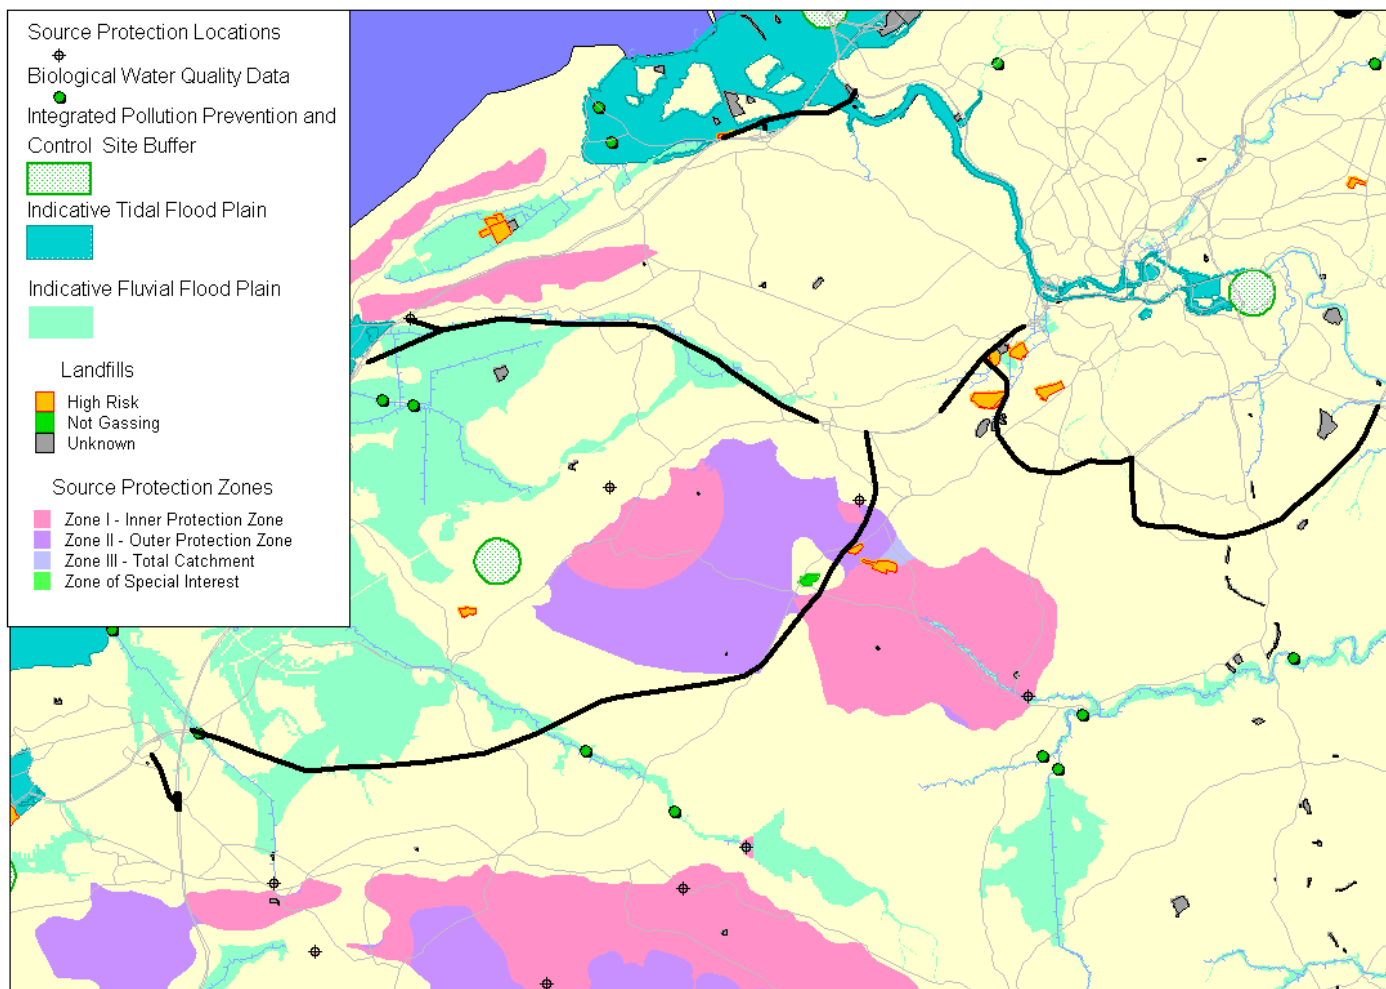 Source Protection Locations
Biological Water Quality Data
Integrated Pollution Prevention and
Control Site Buffer
Indicative Tidal Flood Plain
Indicative Fluvial Flood Plain
Landfills
High Risk
Not Gassing
Unknown
Source Protection Zones
Zone I - Inner Protection Zone
Zone II - Outer Protection Zone
Zone III - Total Catchment
Zone of Special Interest